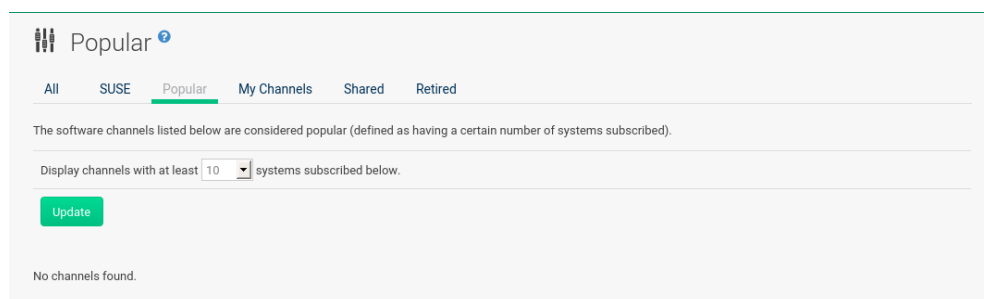 Popular ?
All SUSE Popular My Channels Shared Retired
The software channels listed below are considered popular (defined as having a certain number of systems subscribed).
Display channels with at least 10 systems subscribed below.
Update
No channels found.